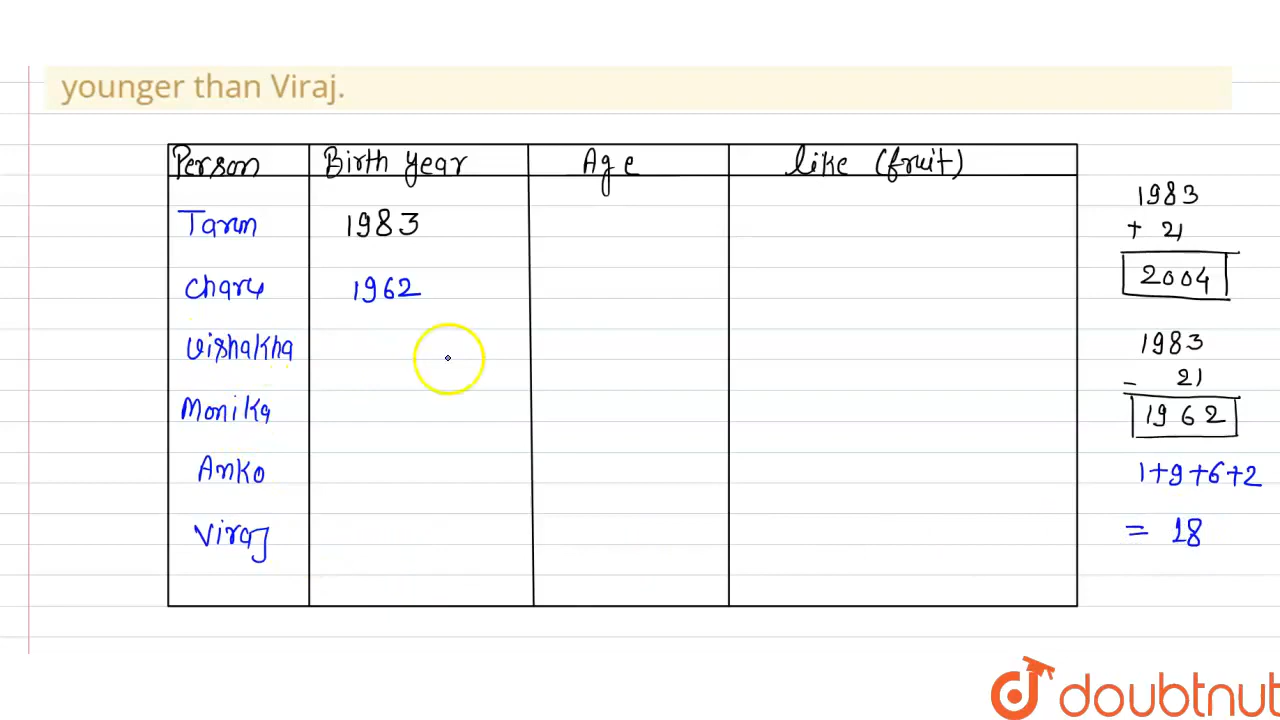 younger than Viraj.
Person Birth year Age like (fruit)
Tarun 1983
Charu 1962
Vishakha
Monika
Anko
Viraj
1983
+ 21
2004
1983
- 21
1962
1+9+6+2
= 18
doubtnut